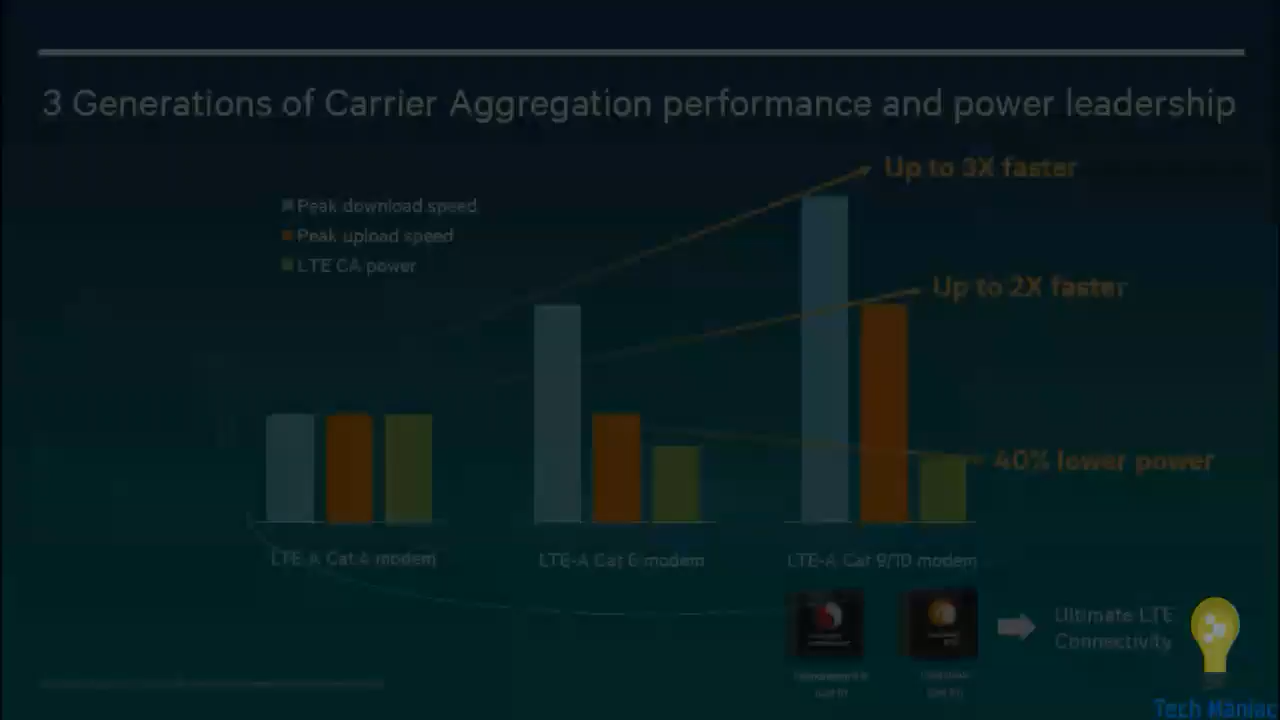 3 Generations of Carrier Aggregation performance and power leadership
Up to 3X faster
Peak download speed
Peak upload speed
LTE CA power
Up to 2X faster
40% lower power
LTE-A Cat 4 modem
LTE-A Cat 6 modem
LTE-A Cat 9/10 modem
Ultimate LTE
Connectivity
Tech Maniac